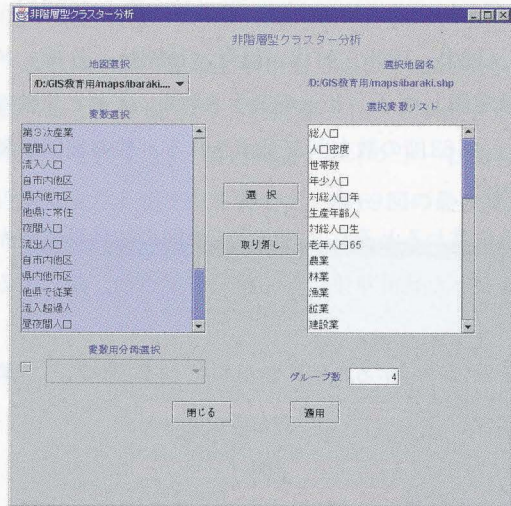 非階層型クラスター分析
非階層型クラスター分析
地図選択
/D:/GIS教育用/maps/ibaraki....
変数選択
第3次産業
昼間人口
流入人口
自市内他区
県内他市区
他県に常住
夜間人口
流出人口
自市内他区
県内他市区
他県で従業
流入超過人
昼夜間人口
変数用分母選択
選択
取り消し
選択地図名
/D:/GIS教育用/maps/ibaraki.shp
選択変数リスト
総人口
人口密度
世帯数
年少人口
対総人口年
生産年齢人
対総人口生
老年人口65
農業
林業
漁業
鉱業
建設業
グループ数 4
閉じる
適用